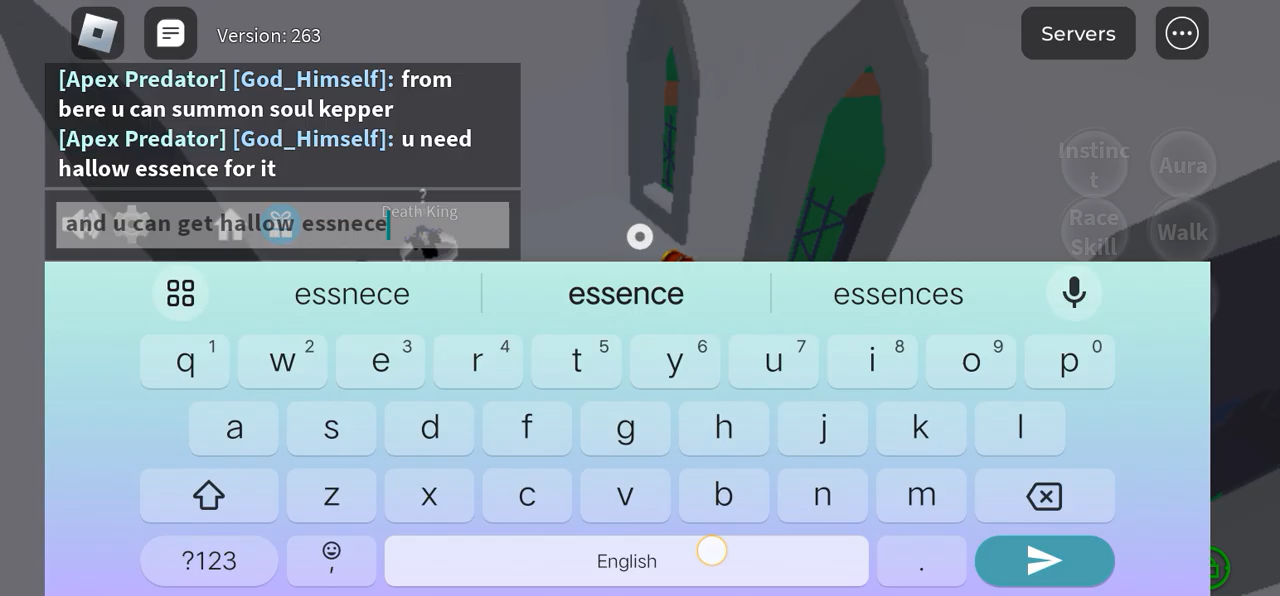 Version: 263
Servers
[Apex Predator] [God_Himself]: from
bere u can summon soul kepper
[Apex Predator] [God_Himself]: u need
hallow essence for it
and u can get hallow essnece
?
Death King
Instinc
t
Aura
Race
Skill
Walk
essnece essence essences
q 1 w 2 e 3 r 4 t 5 y 6 u 7 i 8 o 9 p 0
a s d f g h j k l
z x c v b n m
?123 , English .